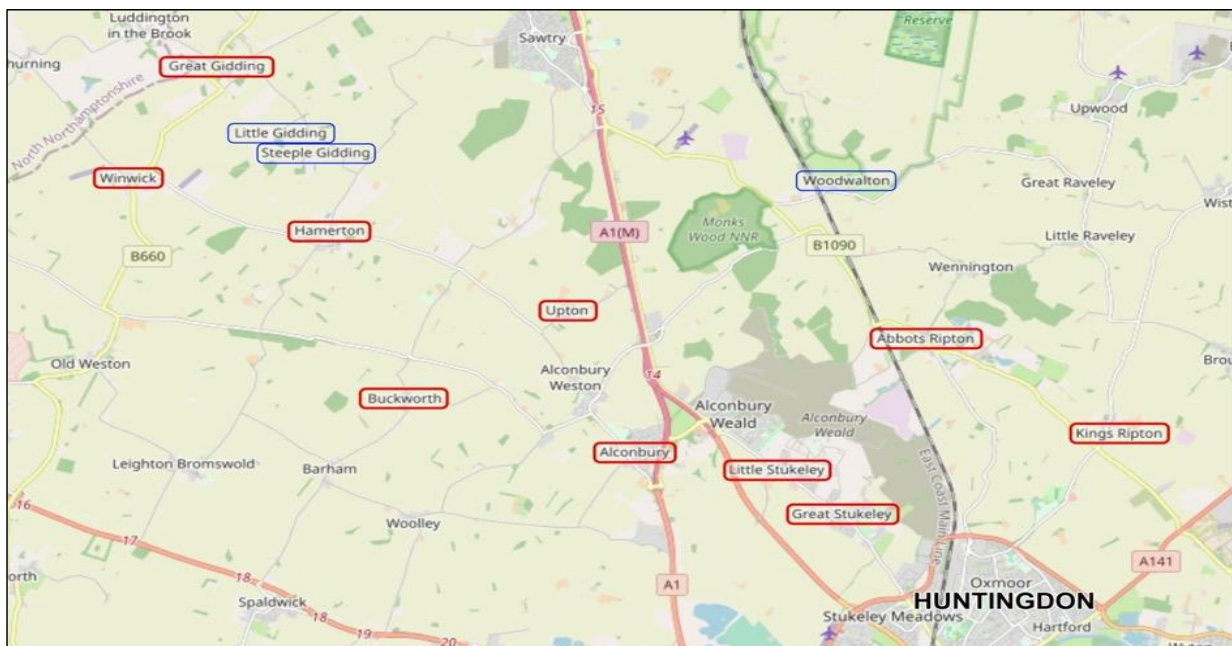 Luddington
in the Brook
hurning
Great Gidding
Sawtry
Reserve
Upwood
15
North Northamptonshire
Little Gidding
Steeple Gidding
Winwick
Woodwalton
Great Raveley
Wist
Hamerton
A1(M)
Monks
Wood NNR
B1090
Little Raveley
B660
Wennington
Upton
Abbots Ripton
Old Weston
Alconbury
Weston
14
Brou
Buckworth
Alconbury
Weald
Alconbury
Weald
Kings Ripton
Alconbury
Leighton Bromswold
Barham
Little Stukeley
East Coast Main Line
16
17
Woolley
Great Stukeley
18
A1
A141
orth
Spaldwick
Oxmoor
HUNTINGDON
18
19
20
Stukeley Meadows
Hartford